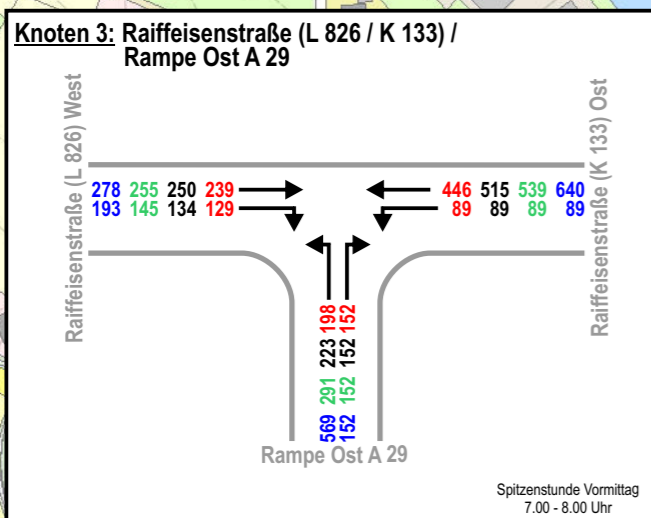 Knoten 3: Raiffeisenstraße (L 826 / K 133) /
Rampe Ost A 29
Raiffeisenstraße (L 826) West
278 255 250 239
193 145 134 129
446 515 539 640
89 89 89 89
Raiffeisenstraße (K 133) Ost
569 291 223 198
152 152 152 152
Rampe Ost A 29
Spitzenstunde Vormittag
7.00 - 8.00 Uhr